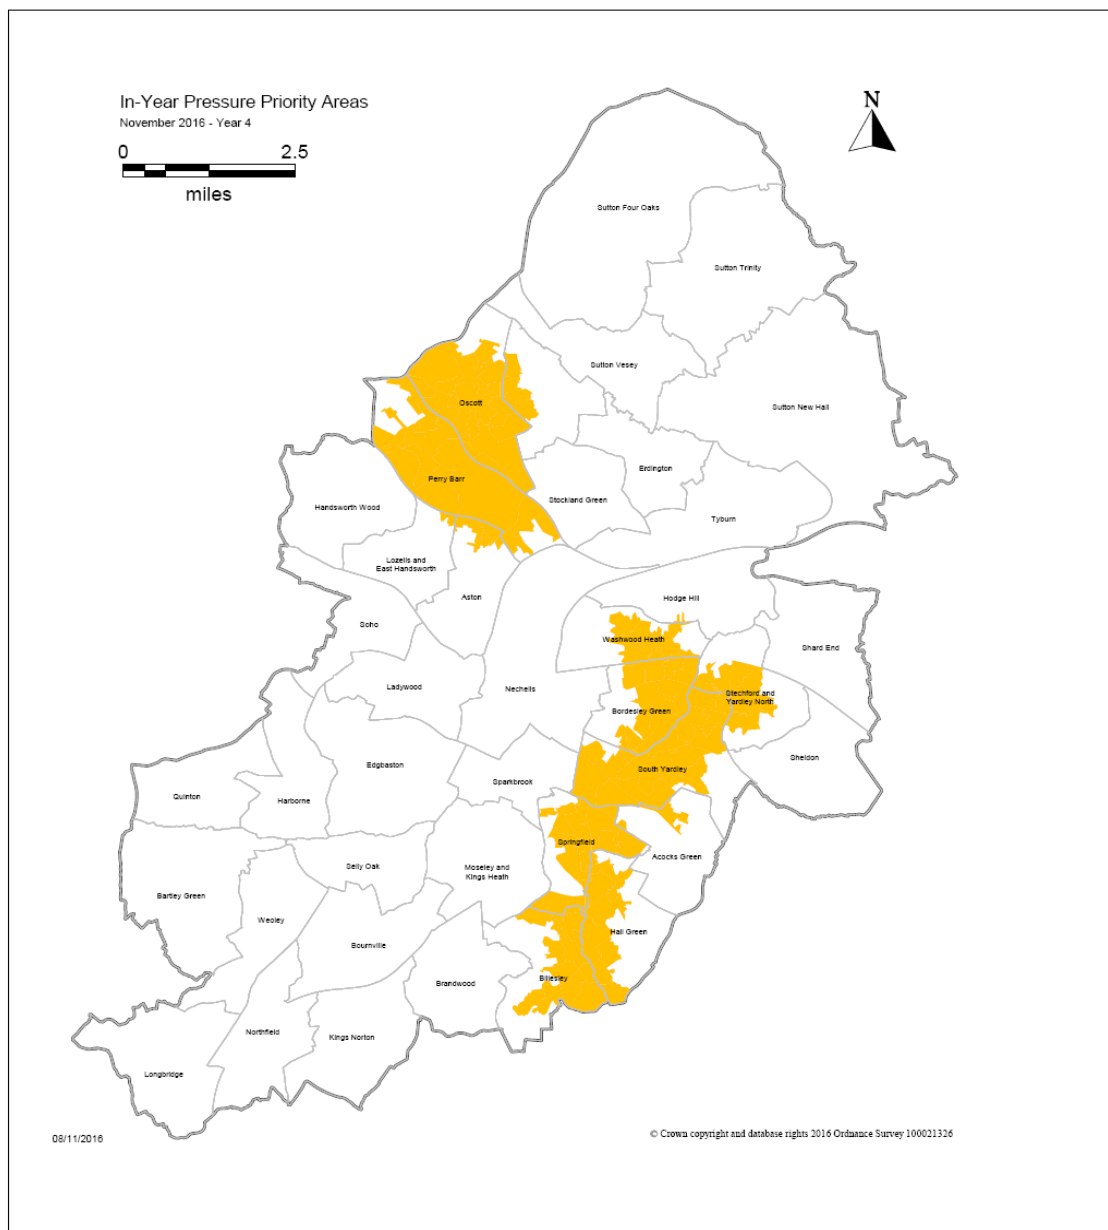 In-Year Pressure Priority Areas
November 2016 - Year 4
0 2.5
miles
N
Sutton Four Oaks
Sutton Trinity
Sutton Vesey
Oscott
Sutton New Hall
Erdington
Perry Barr
Stockland Green
Handsworth Wood
Tyburn
Lozells and
East Handsworth
Aston
Hodge Hill
Soho
Washwood Heath
Shard End
Ladywood
Nechells
Stechford and
Yardley North
Bordesley Green
Sheldon
Edgbaston
South Yardley
Sparkbrook
Quinton
Harborne
Springfield
Acocks Green
Selly Oak
Moseley and
Kings Heath
Bartley Green
Weoley
Hall Green
Bournville
Billesley
Brandwood
Northfield
Kings Norton
Longbridge
08/11/2016
© Crown copyright and database rights 2016 Ordnance Survey 100021326